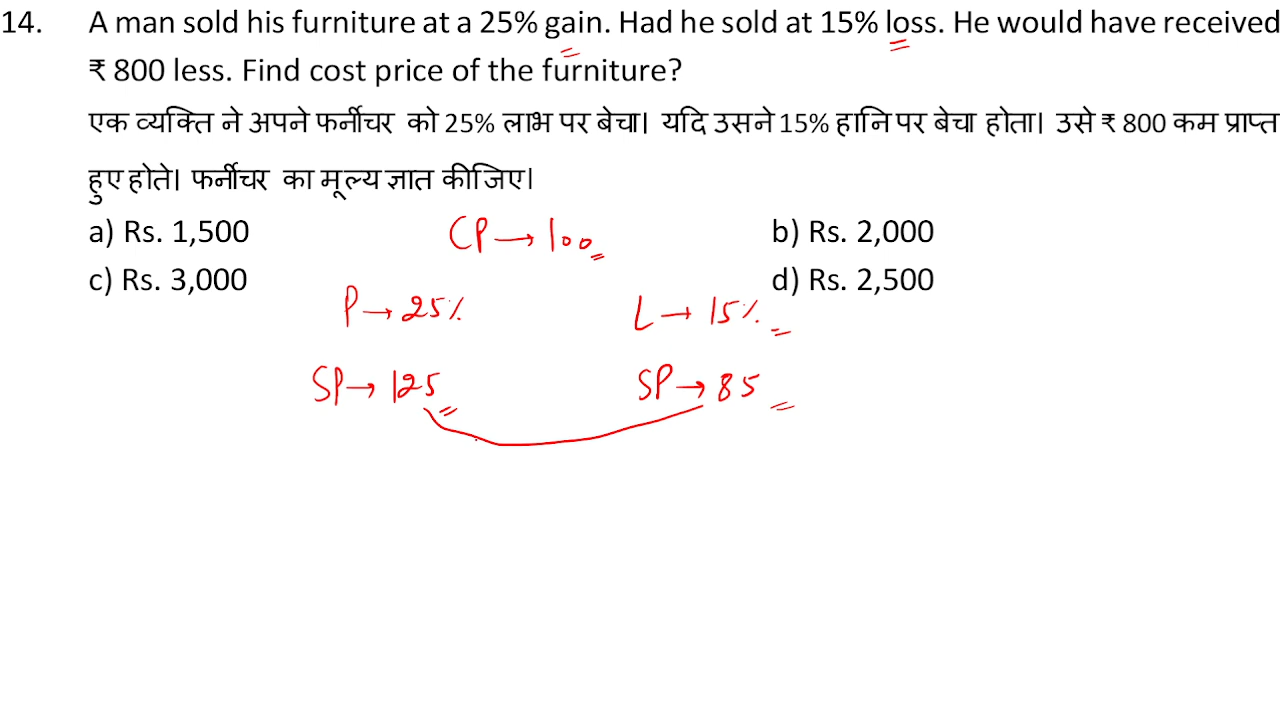 14. A man sold his furniture at a 25% gain. Had he sold at 15% loss. He would have received
₹ 800 less. Find cost price of the furniture?
एक व्यक्ति ने अपने फर्नीचर को 25% लाभ पर बेचा। यदि उसने 15% हानि पर बेचा होता। उसे ₹ 800 कम प्राप्त
हुए होते। फर्नीचर का मूल्य ज्ञात कीजिए।
a) Rs. 1,500 b) Rs. 2,000
CP → 100
c) Rs. 3,000 d) Rs. 2,500
P → 25% L → 15%
SP → 125 SP → 85